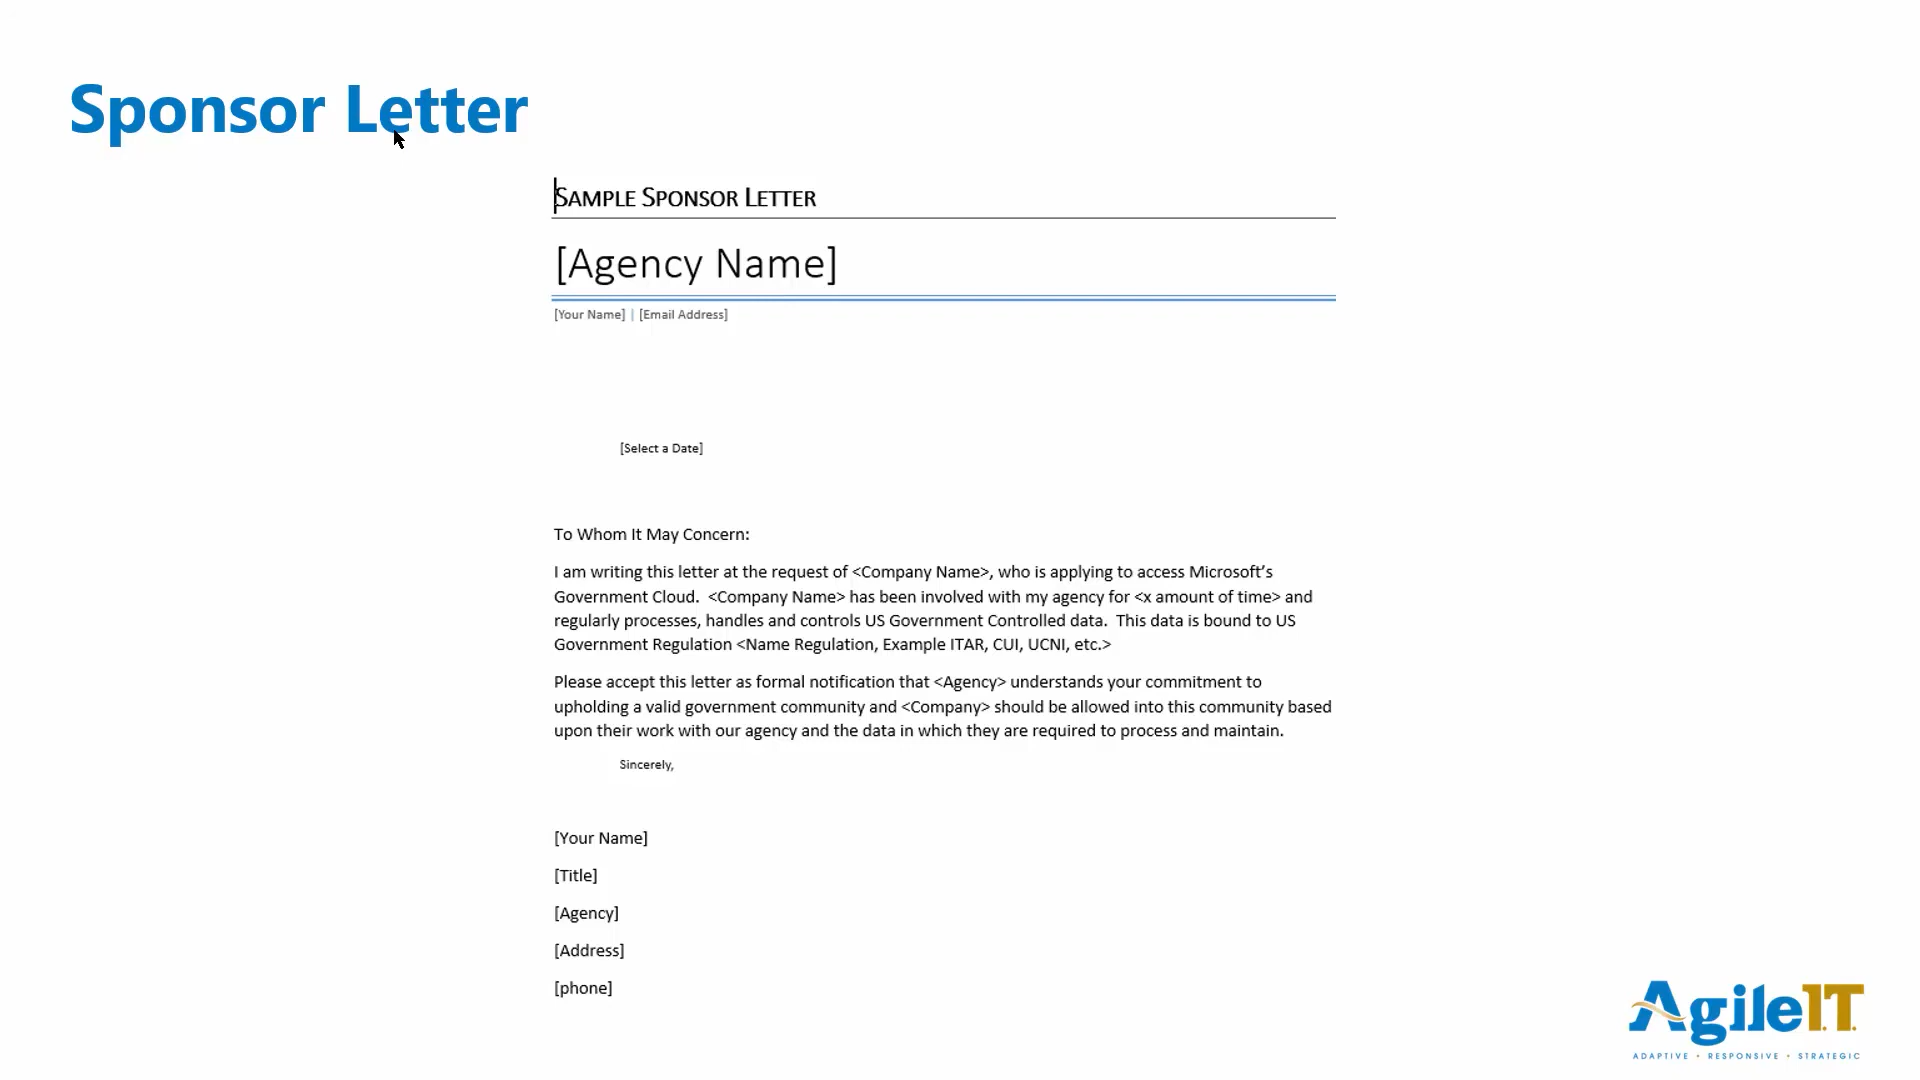 Sponsor Letter
SAMPLE SPONSOR LETTER
[Agency Name]
[Your Name] | [Email Address]
[Select a Date]
To Whom It May Concern:
I am writing this letter at the request of <Company Name>, who is applying to access Microsoft’s
Government Cloud.  <Company Name> has been involved with my agency for <x amount of time> and
regularly processes, handles and controls US Government Controlled data.  This data is bound to US
Government Regulation <Name Regulation, Example ITAR, CUI, UCNI, etc.>
Please accept this letter as formal notification that <Agency> understands your commitment to
upholding a valid government community and <Company> should be allowed into this community based
upon their work with our agency and the data in which they are required to process and maintain.
Sincerely,
[Your Name]
[Title]
[Agency]
[Address]
[phone]
AgileI.T.
ADAPTIVE • RESPONSIVE • STRATEGIC